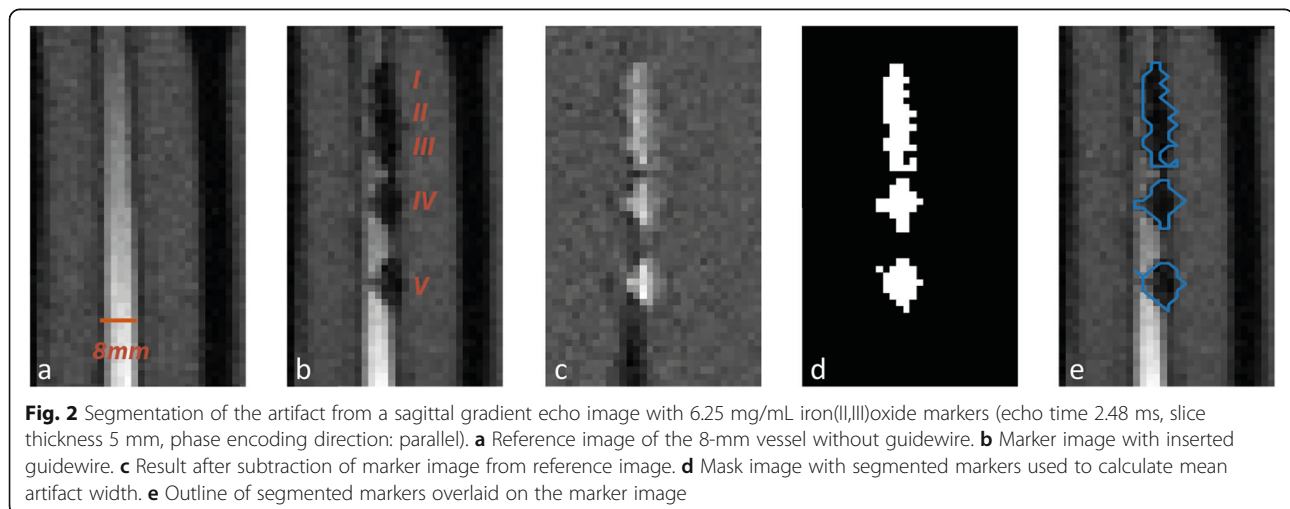 I
II
III
IV
V
8mm
a
b
c
d
e
Fig. 2 Segmentation of the artifact from a sagittal gradient echo image with 6.25 mg/mL iron(II,III)oxide markers (echo time 2.48 ms, slice
thickness 5 mm, phase encoding direction: parallel). a Reference image of the 8-mm vessel without guidewire. b Marker image with inserted
guidewire. c Result after subtraction of marker image from reference image. d Mask image with segmented markers used to calculate mean
artifact width. e Outline of segmented markers overlaid on the marker image